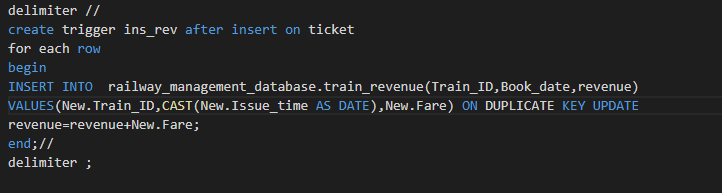 delimiter //
create trigger ins_rev after insert on ticket
for each row
begin
INSERT INTO  railway_management_database.train_revenue(Train_ID,Book_date,revenue)
VALUES(New.Train_ID,CAST(New.Issue_time AS DATE),New.Fare) ON DUPLICATE KEY UPDATE
revenue=revenue+New.Fare;
end;//
delimiter ;